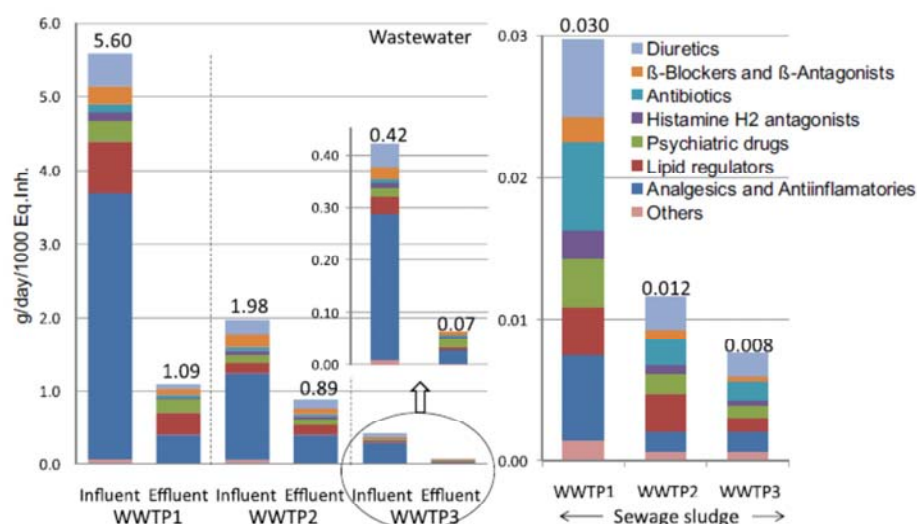 6.0
5.0
4.0
3.0
2.0
1.0
0.0
g/day/1000 Eq.Inh.
Wastewater
5.60
1.09
1.98
0.89
0.42
0.07
0.40
0.30
0.20
0.10
0.00
Influent Effluent Influent Effluent Influent Effluent
WWTP1 WWTP2 WWTP3
0.03
0.02
0.01
0.00
0.030
0.012
0.008
Diuretics
ß-Blockers and ß-Antagonists
Antibiotics
Histamine H2 antagonists
Psychiatric drugs
Lipid regulators
Analgesics and Antiinflamatories
Others
WWTP1 WWTP2 WWTP3
Sewage sludge